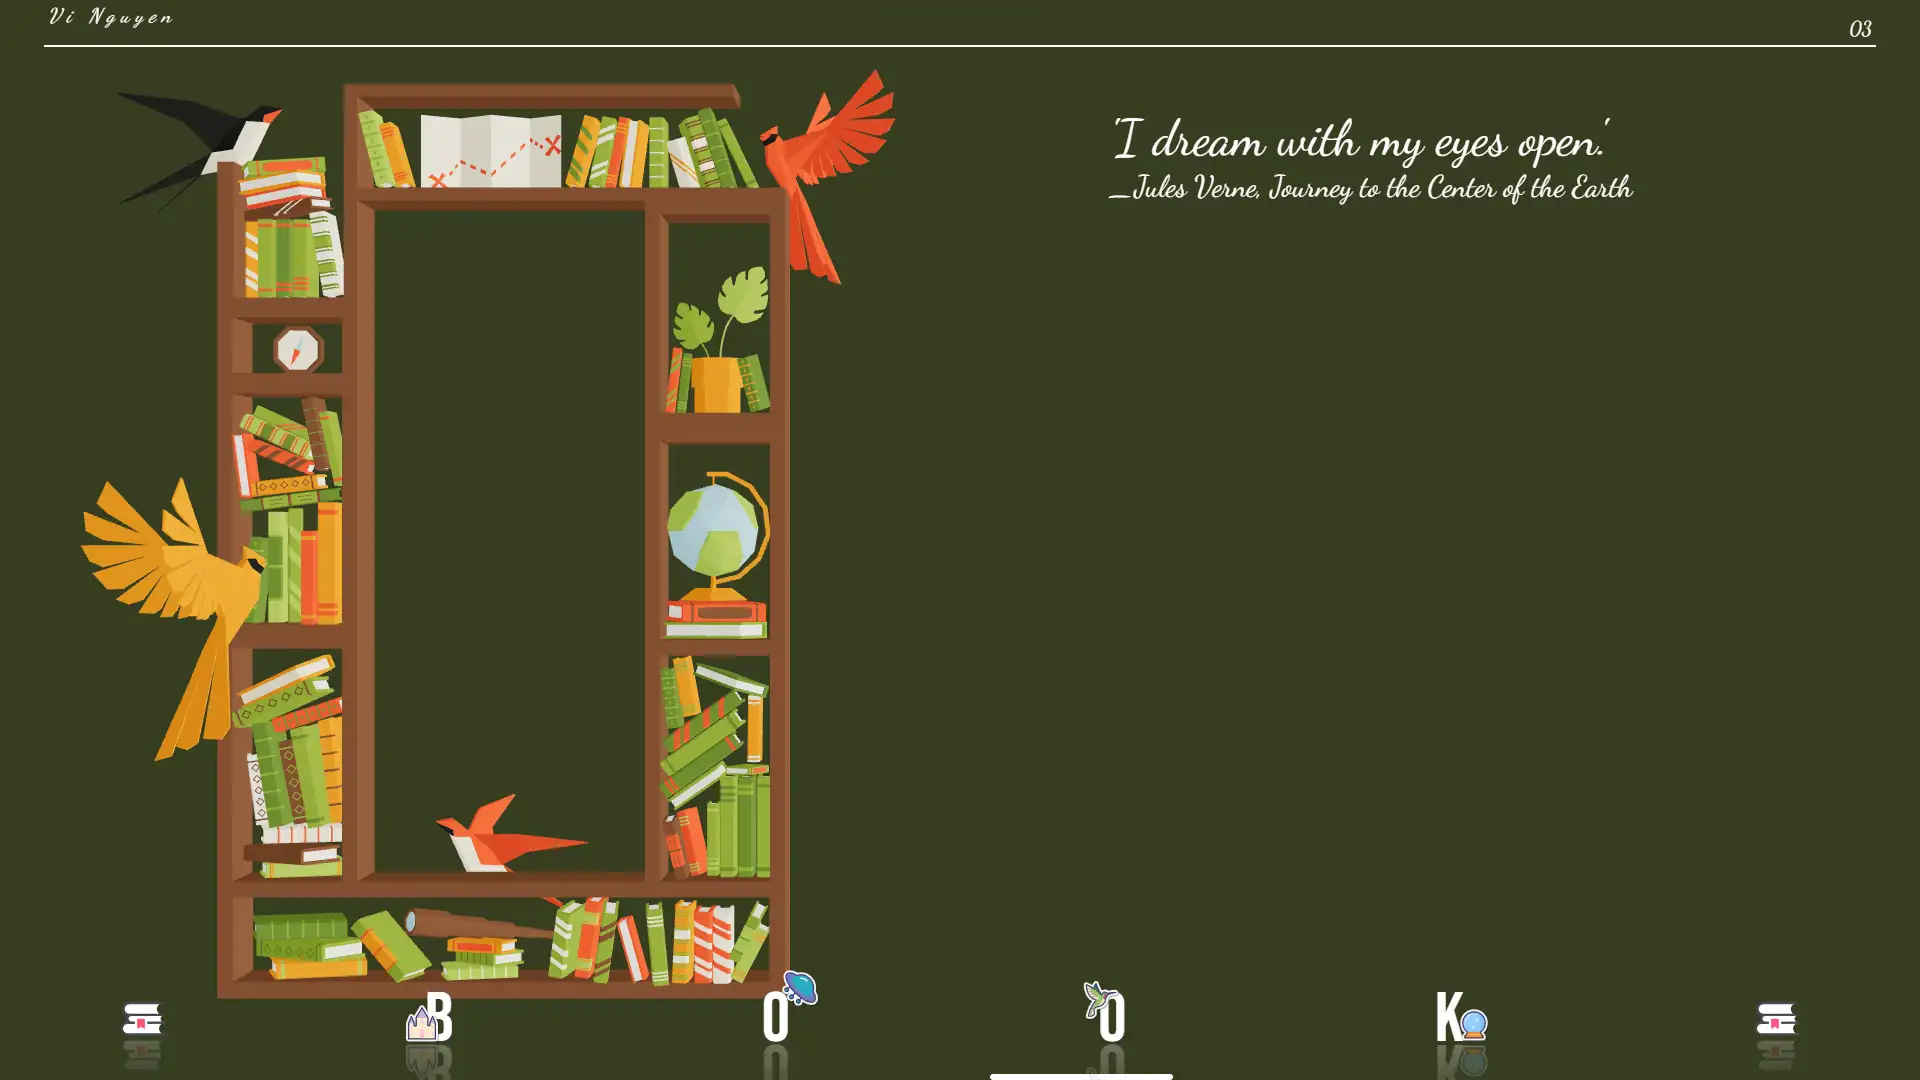 Vi Nguyen
03
'I dream with my eyes open.'
_Jules Verne, Journey to the Center of the Earth
B O O K